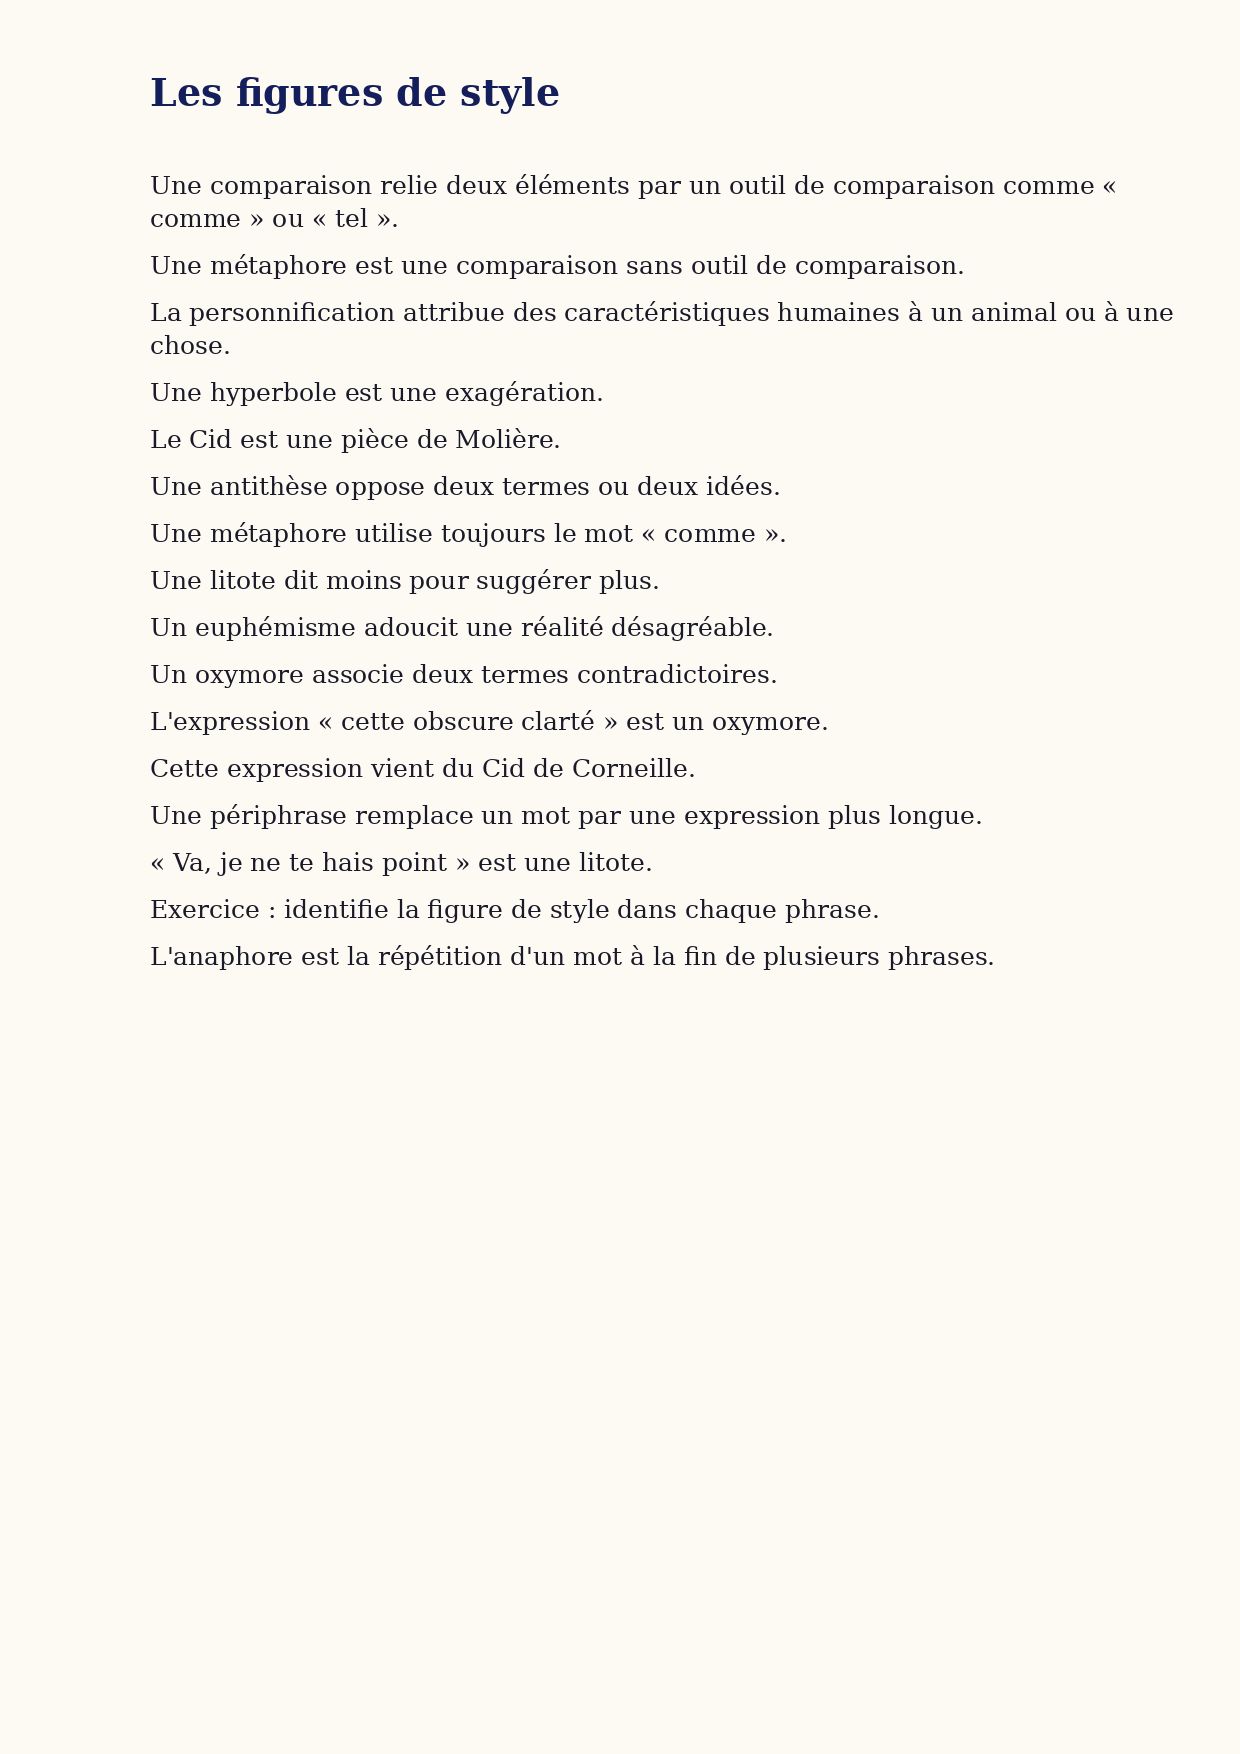 Les figures de style
Une comparaison relie deux éléments par un outil de comparaison comme «
comme » ou « tel ».
Une métaphore est une comparaison sans outil de comparaison.
La personnification attribue des caractéristiques humaines à un animal ou à une
chose.
Une hyperbole est une exagération.
Le Cid est une pièce de Molière.
Une antithèse oppose deux termes ou deux idées.
Une métaphore utilise toujours le mot « comme ».
Une litote dit moins pour suggérer plus.
Un euphémisme adoucit une réalité désagréable.
Un oxymore associe deux termes contradictoires.
L'expression « cette obscure clarté » est un oxymore.
Cette expression vient du Cid de Corneille.
Une périphrase remplace un mot par une expression plus longue.
« Va, je ne te hais point » est une litote.
Exercice : identifie la figure de style dans chaque phrase.
L'anaphore est la répétition d'un mot à la fin de plusieurs phrases.